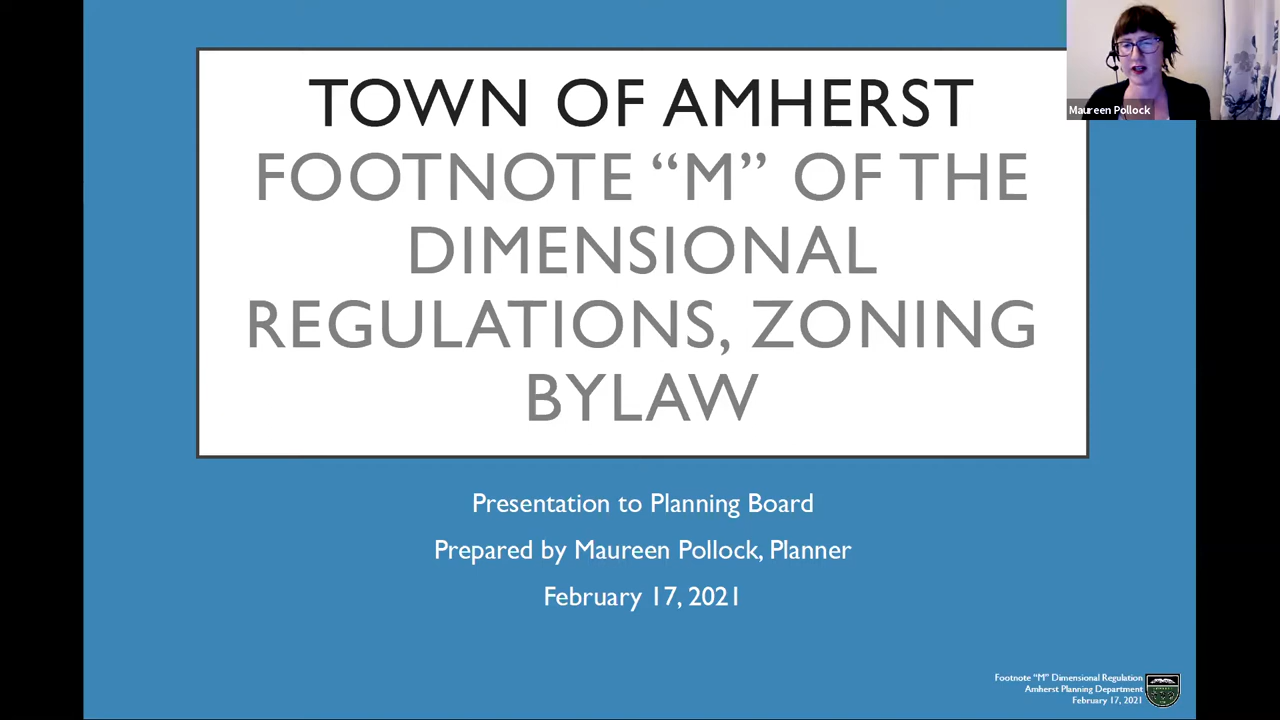 Maureen Pollock
TOWN OF AMHERST
FOOTNOTE “M” OF THE
DIMENSIONAL
REGULATIONS, ZONING
BYLAW
Presentation to Planning Board
Prepared by Maureen Pollock, Planner
February 17, 2021
Footnote “M” Dimensional Regulation
Amherst Planning Department
February 17, 2021